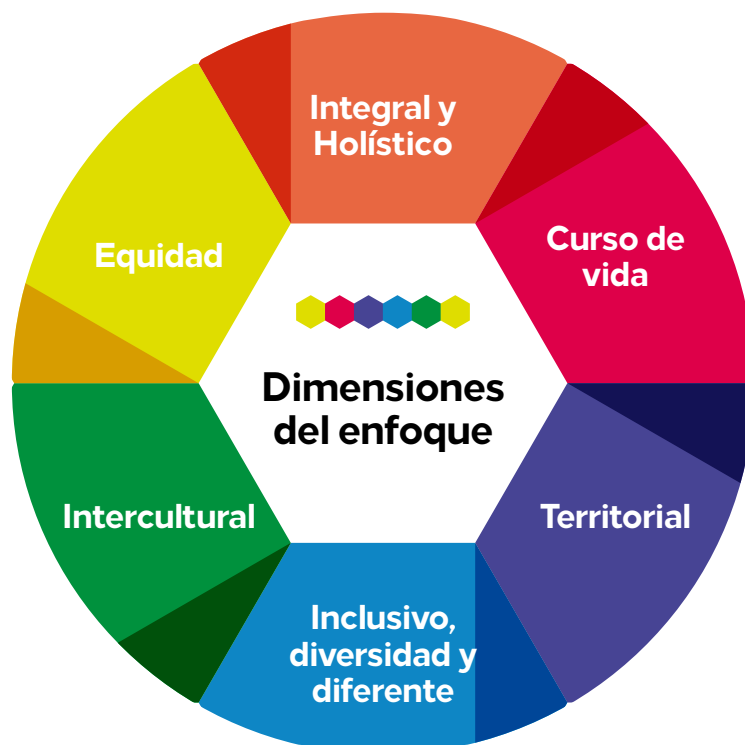 Integral y
Holístico
Curso de
vida
Territorial
Inclusivo,
diversidad y
diferente
Intercultural
Equidad
Dimensiones
del enfoque